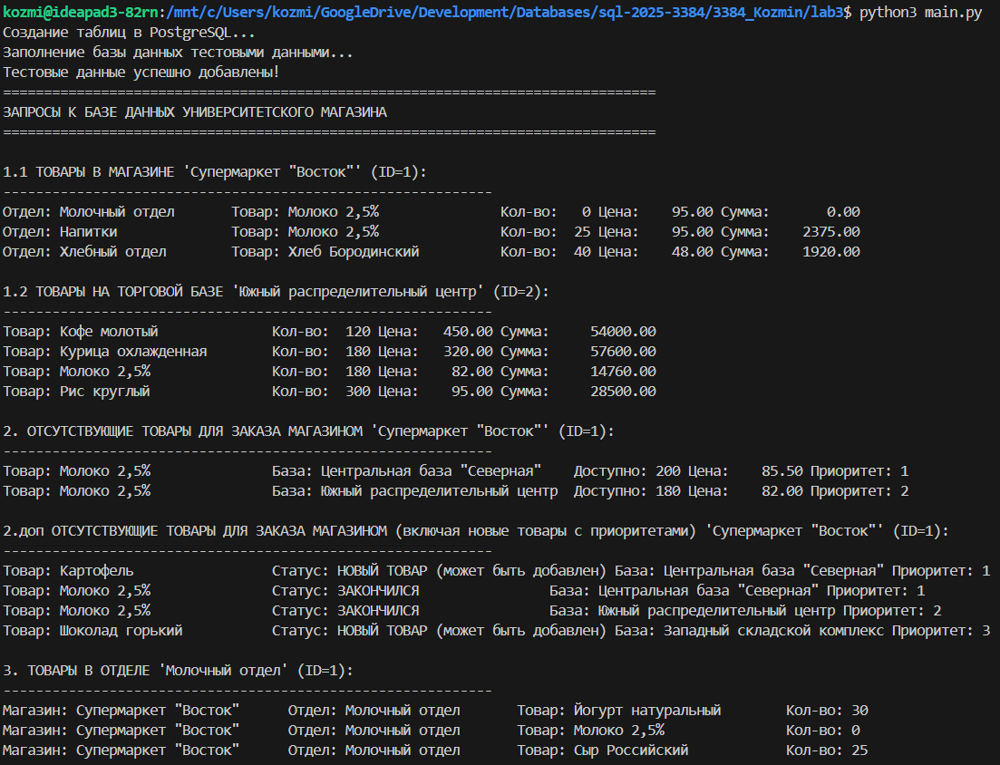 kozmi@ideapad3-82rn:/mnt/c/Users/kozmi/GoogleDrive/Development/Databases/sql-2025-3384/3384_Kozmin/lab3$ python3 main.py
Создание таблиц в PostgreSQL...
Заполнение базы данных тестовыми данными...
Тестовые данные успешно добавлены!
================================================================================
ЗАПРОСЫ К БАЗЕ ДАННЫХ УНИВЕРСИТЕТСКОГО МАГАЗИНА
================================================================================
1.1 ТОВАРЫ В МАГАЗИНЕ 'Супермаркет "Восток"' (ID=1):
------------------------------------------------------------
Отдел: Молочный отдел       Товар: Молоко 2,5%               Кол-во:   0 Цена:    95.00 Сумма:       0.00
Отдел: Напитки              Товар: Молоко 2,5%               Кол-во:  25 Цена:    95.00 Сумма:    2375.00
Отдел: Хлебный отдел        Товар: Хлеб Бородинский          Кол-во:  40 Цена:    48.00 Сумма:    1920.00
1.2 ТОВАРЫ НА ТОРГОВОЙ БАЗЕ 'Южный распределительный центр' (ID=2):
------------------------------------------------------------
Товар: Кофе молотый              Кол-во:  120 Цена:   450.00 Сумма:     54000.00
Товар: Курица охлажденная        Кол-во:  180 Цена:   320.00 Сумма:     57600.00
Товар: Молоко 2,5%               Кол-во:  180 Цена:    82.00 Сумма:     14760.00
Товар: Рис круглый               Кол-во:  300 Цена:    95.00 Сумма:     28500.00
2. ОТСУТСТВУЮЩИЕ ТОВАРЫ ДЛЯ ЗАКАЗА МАГАЗИНОМ 'Супермаркет "Восток"' (ID=1):
------------------------------------------------------------
Товар: Молоко 2,5%               База: Центральная база "Северная"    Доступно: 200 Цена:    85.50 Приоритет: 1
Товар: Молоко 2,5%               База: Южный распределительный центр  Доступно: 180 Цена:    82.00 Приоритет: 2
2.доп ОТСУТСТВУЮЩИЕ ТОВАРЫ ДЛЯ ЗАКАЗА МАГАЗИНОМ (включая новые товары с приоритетами) 'Супермаркет "Восток"' (ID=1):
------------------------------------------------------------
Товар: Картофель                 Статус: НОВЫЙ ТОВАР (может быть добавлен) База: Центральная база "Северная" Приоритет: 1
Товар: Молоко 2,5%               Статус: ЗАКОНЧИЛСЯ                База: Центральная база "Северная" Приоритет: 1
Товар: Молоко 2,5%               Статус: ЗАКОНЧИЛСЯ                База: Южный распределительный центр Приоритет: 2
Товар: Шоколад горький           Статус: НОВЫЙ ТОВАР (может быть добавлен) База: Западный складской комплекс Приоритет: 3
3. ТОВАРЫ В ОТДЕЛЕ 'Молочный отдел' (ID=1):
------------------------------------------------------------
Магазин: Супермаркет "Восток"      Отдел: Молочный отдел       Товар: Йогурт натуральный        Кол-во: 30
Магазин: Супермаркет "Восток"      Отдел: Молочный отдел       Товар: Молоко 2,5%               Кол-во: 0
Магазин: Супермаркет "Восток"      Отдел: Молочный отдел       Товар: Сыр Российский            Кол-во: 25